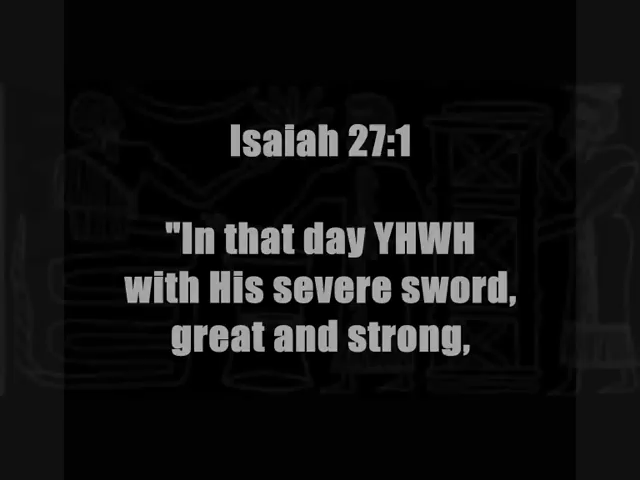 Isaiah 27:1
"In that day YHWH
with His severe sword,
great and strong,